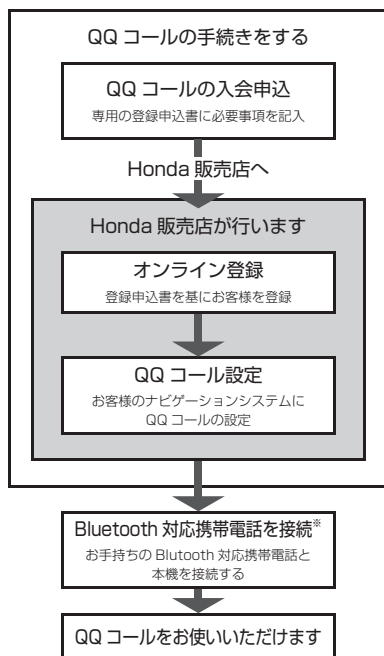 QQ コールの手続きをする
QQ コールの入会申込
専用の登録申込書に必要事項を記入
Honda 販売店へ
Honda 販売店が行います
オンライン登録
登録申込書を基にお客様を登録
QQ コール設定
お客様のナビゲーションシステムに
QQ コールの設定
Bluetooth 対応携帯電話を接続※
お手持ちの Blutooth 対応携帯電話と
本機を接続する
QQ コールをお使いいただけます